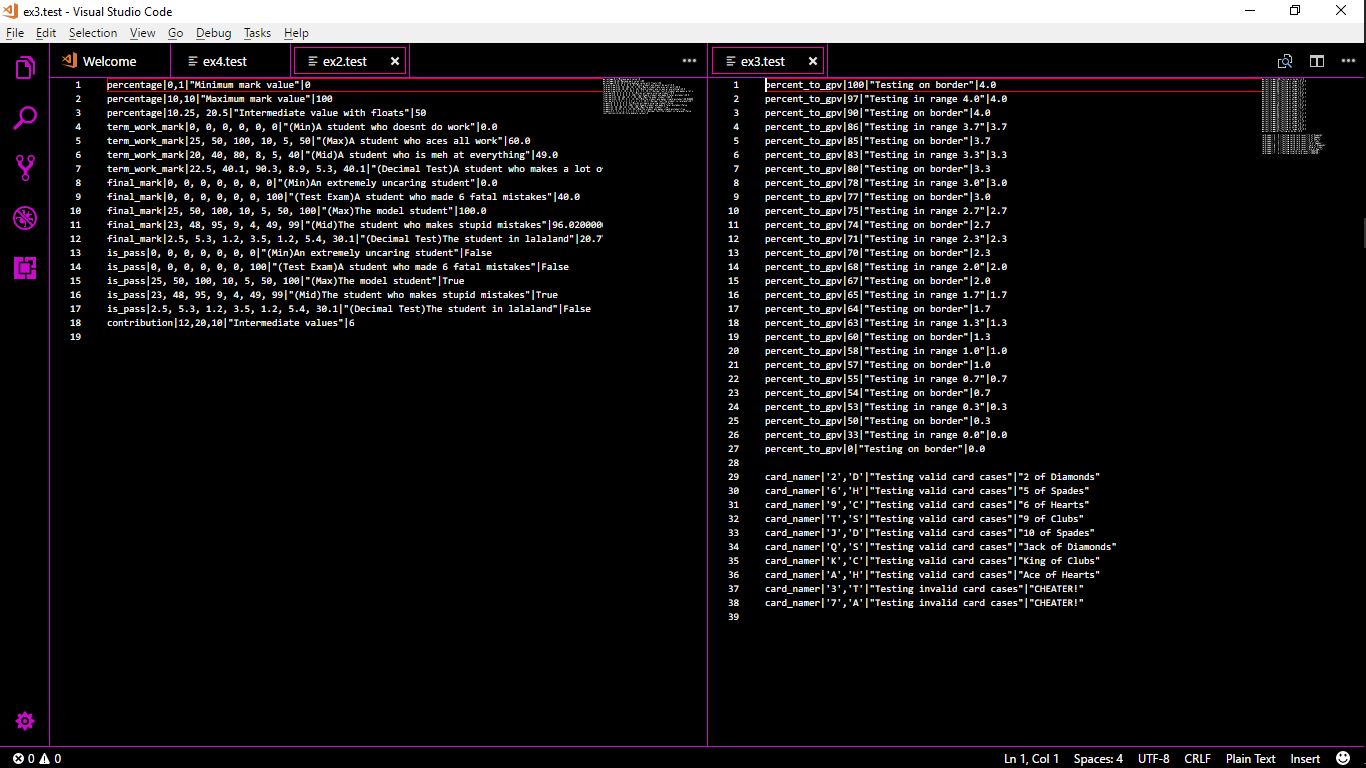 ex3.test - Visual Studio Code
File Edit Selection View Go Debug Tasks Help
Welcome
ex4.test
ex2.test
1 percentage|0,1|"Minimum mark value"|0
2 percentage|10,10|"Maximum mark value"|100
3 percentage|10.25, 20.5|"Intermediate value with floats"|50
4 term_work_mark|0, 0, 0, 0, 0, 0|"(Min)A student who doesnt do work"|0.0
5 term_work_mark|25, 50, 100, 10, 5, 50|"(Max)A student who aces all work"|60.0
6 term_work_mark|20, 40, 80, 8, 5, 40|"(Mid)A student who is meh at everything"|49.0
7 term_work_mark|22.5, 40.1, 90.3, 8.9, 5.3, 40.1|"(Decimal Test)A student who makes a lot o
8 final_mark|0, 0, 0, 0, 0, 0, 0|"(Min)An extremely uncaring student"|0.0
9 final_mark|0, 0, 0, 0, 0, 0, 100|"(Test Exam)A student who made 6 fatal mistakes"|40.0
10 final_mark|25, 50, 100, 10, 5, 50, 100|"(Max)The model student"|100.0
11 final_mark|23, 48, 95, 9, 4, 49, 99|"(Mid)The student who makes stupid mistakes"|96.0200000
12 final_mark|2.5, 5.3, 1.2, 3.5, 1.2, 5.4, 30.1|"(Decimal Test)The student in lalaland"|20.7
13 is_pass|0, 0, 0, 0, 0, 0, 0|"(Min)An extremely uncaring student"|False
14 is_pass|0, 0, 0, 0, 0, 0, 100|"(Test Exam)A student who made 6 fatal mistakes"|False
15 is_pass|25, 50, 100, 10, 5, 50, 100|"(Max)The model student"|True
16 is_pass|23, 48, 95, 9, 4, 49, 99|"(Mid)The student who makes stupid mistakes"|True
17 is_pass|2.5, 5.3, 1.2, 3.5, 1.2, 5.4, 30.1|"(Decimal Test)The student in lalaland"|False
18 contribution|12,20,10|"Intermediate values"|6
19
ex3.test
1 percent_to_gpv|100|"Testing on border"|4.0
2 percent_to_gpv|97|"Testing in range 4.0"|4.0
3 percent_to_gpv|90|"Testing on border"|4.0
4 percent_to_gpv|86|"Testing in range 3.7"|3.7
5 percent_to_gpv|85|"Testing on border"|3.7
6 percent_to_gpv|83|"Testing in range 3.3"|3.3
7 percent_to_gpv|80|"Testing on border"|3.3
8 percent_to_gpv|78|"Testing in range 3.0"|3.0
9 percent_to_gpv|77|"Testing on border"|3.0
10 percent_to_gpv|75|"Testing in range 2.7"|2.7
11 percent_to_gpv|74|"Testing on border"|2.7
12 percent_to_gpv|71|"Testing in range 2.3"|2.3
13 percent_to_gpv|70|"Testing on border"|2.3
14 percent_to_gpv|68|"Testing in range 2.0"|2.0
15 percent_to_gpv|67|"Testing on border"|2.0
16 percent_to_gpv|65|"Testing in range 1.7"|1.7
17 percent_to_gpv|64|"Testing on border"|1.7
18 percent_to_gpv|63|"Testing in range 1.3"|1.3
19 percent_to_gpv|60|"Testing on border"|1.3
20 percent_to_gpv|58|"Testing in range 1.0"|1.0
21 percent_to_gpv|57|"Testing on border"|1.0
22 percent_to_gpv|55|"Testing in range 0.7"|0.7
23 percent_to_gpv|54|"Testing on border"|0.7
24 percent_to_gpv|53|"Testing in range 0.3"|0.3
25 percent_to_gpv|50|"Testing on border"|0.3
26 percent_to_gpv|33|"Testing in range 0.0"|0.0
27 percent_to_gpv|0|"Testing on border"|0.0
28
29 card_namer|'2','D'|"Testing valid card cases"|"2 of Diamonds"
30 card_namer|'6','H'|"Testing valid card cases"|"5 of Spades"
31 card_namer|'9','C'|"Testing valid card cases"|"6 of Hearts"
32 card_namer|'T','S'|"Testing valid card cases"|"9 of Clubs"
33 card_namer|'J','D'|"Testing valid card cases"|"10 of Spades"
34 card_namer|'Q','S'|"Testing valid card cases"|"Jack of Diamonds"
35 card_namer|'K','C'|"Testing valid card cases"|"King of Clubs"
36 card_namer|'A','H'|"Testing valid card cases"|"Ace of Hearts"
37 card_namer|'3','T'|"Testing invalid card cases"|"CHEATER!"
38 card_namer|'7','A'|"Testing invalid card cases"|"CHEATER!"
39
0 0
Ln 1, Col 1 Spaces: 4 UTF-8 CRLF Plain Text Insert